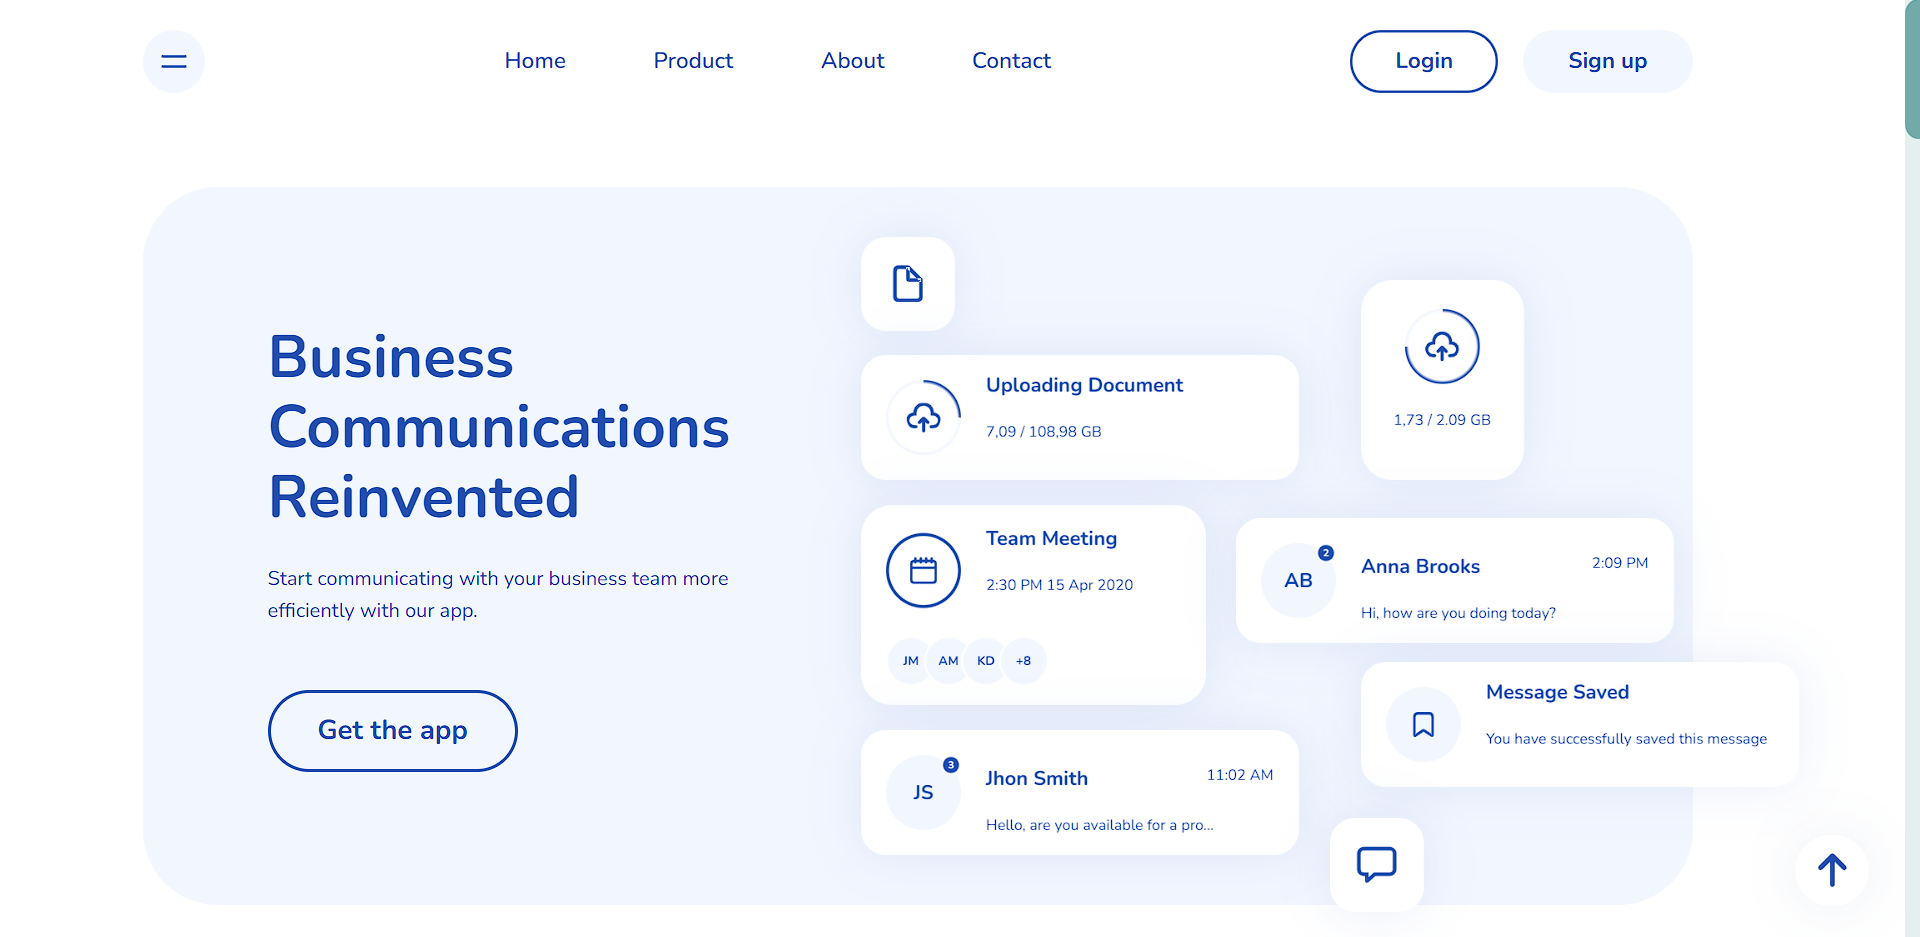 Home Product About Contact Login Sign up
Business
Communications
Reinvented
Start communicating with your business team more
efficiently with our app.
Get the app
Uploading Document
7,09 / 108,98 GB
1,73 / 2.09 GB
Team Meeting
2:30 PM 15 Apr 2020
JM AM KD +8
AB 2
Anna Brooks 2:09 PM
Hi, how are you doing today?
Message Saved
You have successfully saved this message
JS 3
Jhon Smith 11:02 AM
Hello, are you available for a pro...